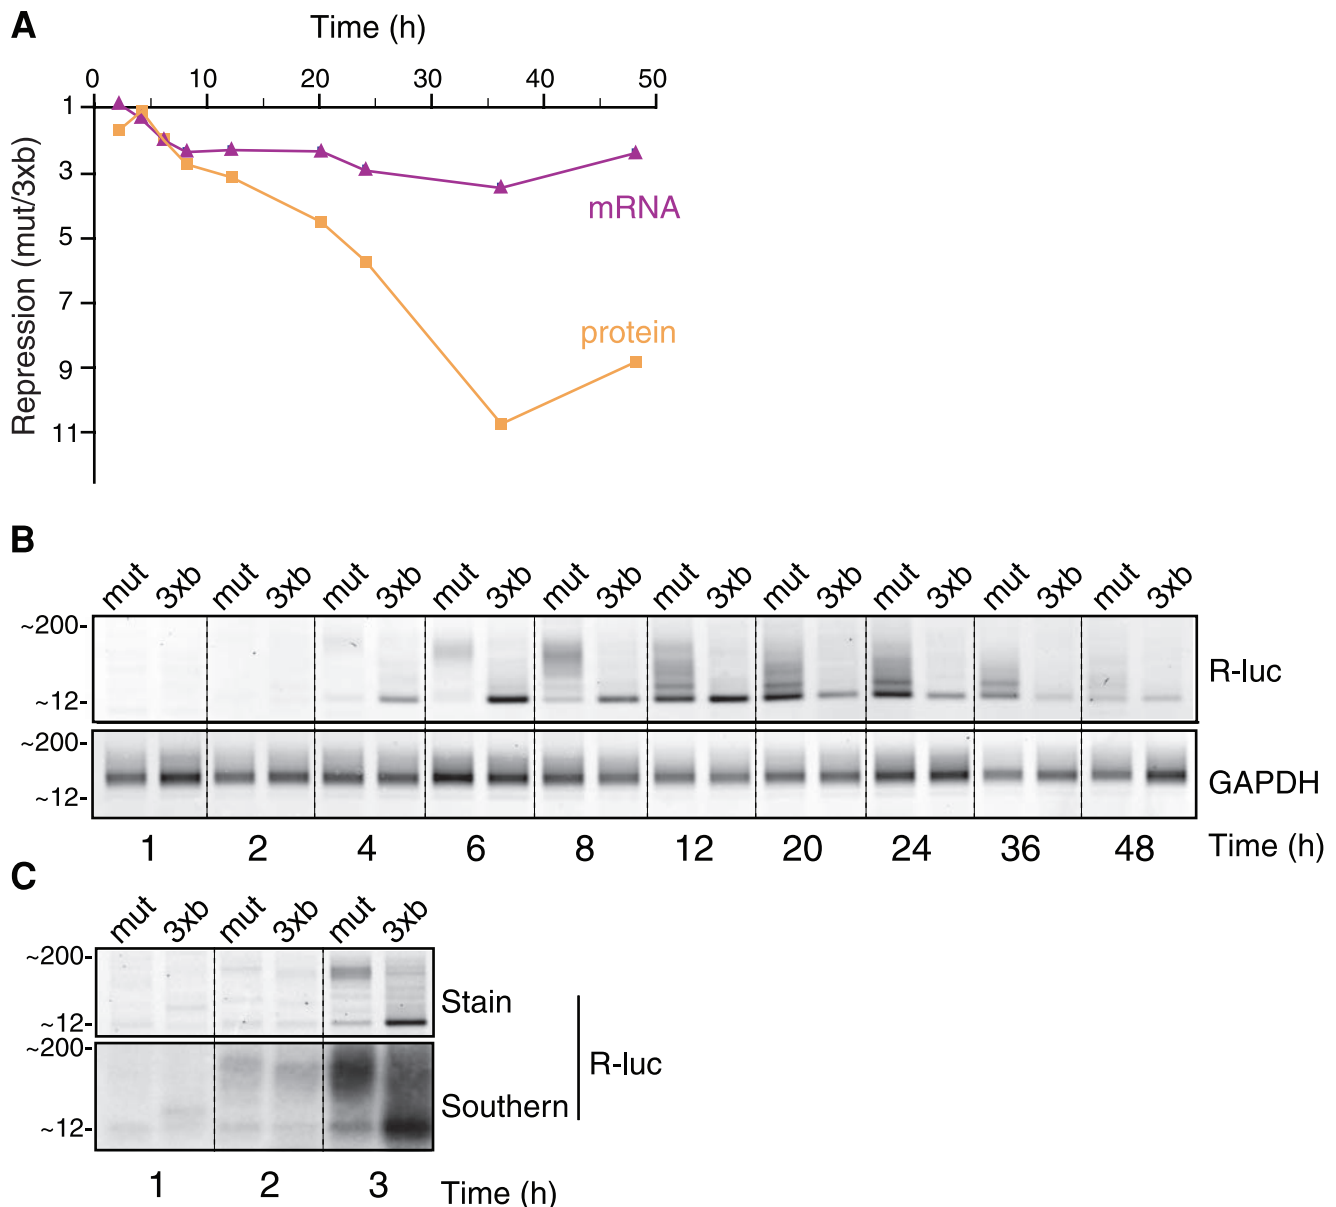 A
Time (h)
0 10 20 30 40 50
1
3
5
7
9
11
Repression (mut/3xb)
mRNA
protein
B
mut 3xb mut 3xb mut 3xb mut 3xb mut 3xb mut 3xb mut 3xb mut 3xb mut 3xb mut 3xb
~200-
~12-
R-luc
~200-
~12-
GAPDH
1 2 4 6 8 12 20 24 36 48 Time (h)
C
mut 3xb mut 3xb mut 3xb
~200-
~12-
Stain
~200-
~12-
Southern
R-luc
1 2 3 Time (h)